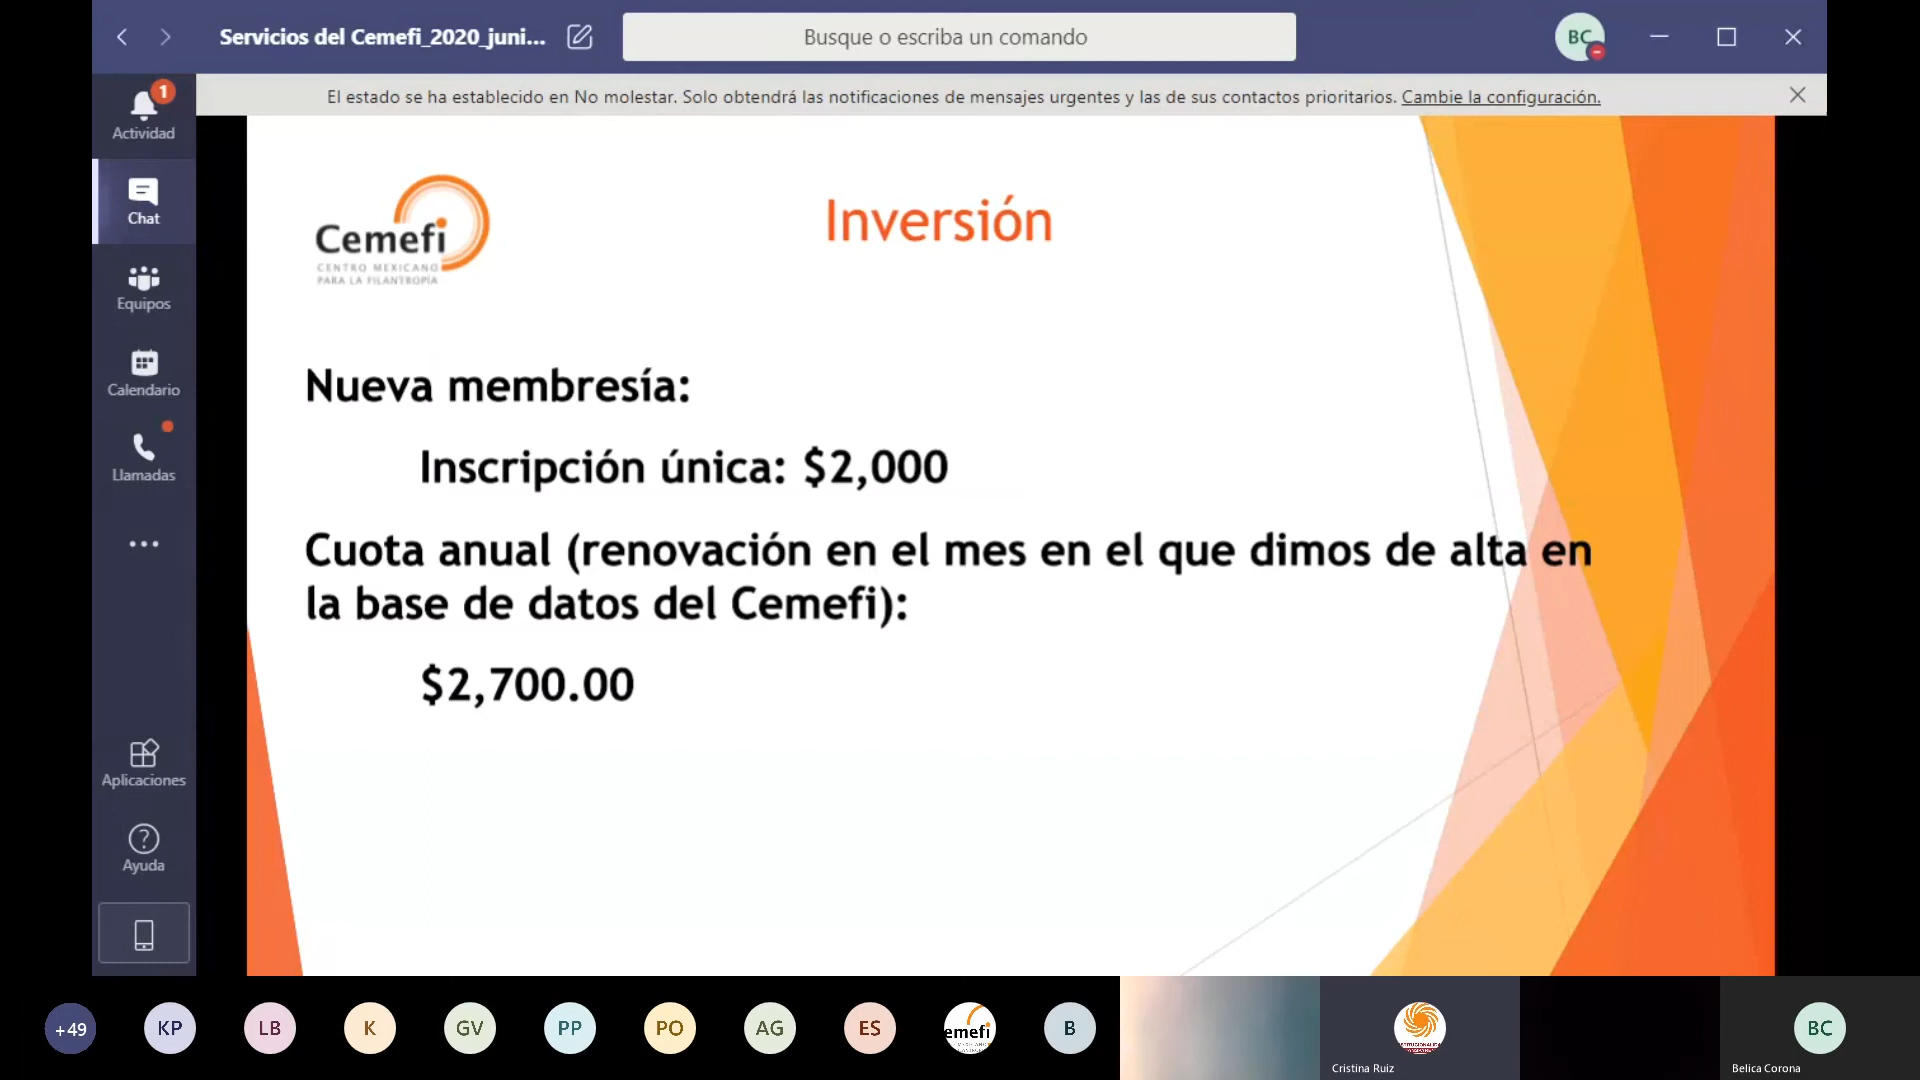 Servicios del Cemefi_2020_juni...
Busque o escriba un comando
BC
El estado se ha establecido en No molestar. Solo obtendrá las notificaciones de mensajes urgentes y las de sus contactos prioritarios. Cambie la configuración.
1
Actividad
Chat
Equipos
Calendario
Llamadas
Aplicaciones
Ayuda
Cemefi
CENTRO MEXICANO
PARA LA FILANTROPÍA
Inversión
Nueva membresía:
Inscripción única: $2,000
Cuota anual (renovación en el mes en el que dimos de alta en
la base de datos del Cemefi):
$2,700.00
+49
KP
LB
K
GV
PP
PO
AG
ES
emefi
B
Cristina Ruiz
BC
Belica Corona